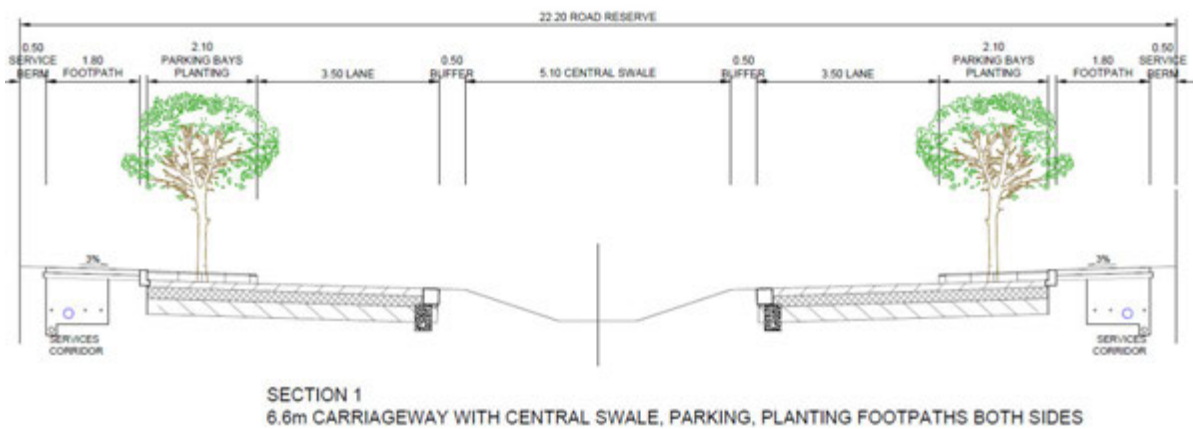 22.20 ROAD RESERVE
0.50
SERVICE
BERM
1.80
FOOTPATH
2.10
PARKING BAYS
PLANTING
3.50 LANE
0.50
BUFFER
5.10 CENTRAL SWALE
0.50
BUFFER
3.50 LANE
2.10
PARKING BAYS
PLANTING
1.80
FOOTPATH
0.50
SERVICE
BERM
3%
3%
SERVICES
CORRIDOR
SERVICES
CORRIDOR
SECTION 1
6.6m CARRIAGEWAY WITH CENTRAL SWALE, PARKING, PLANTING FOOTPATHS BOTH SIDES